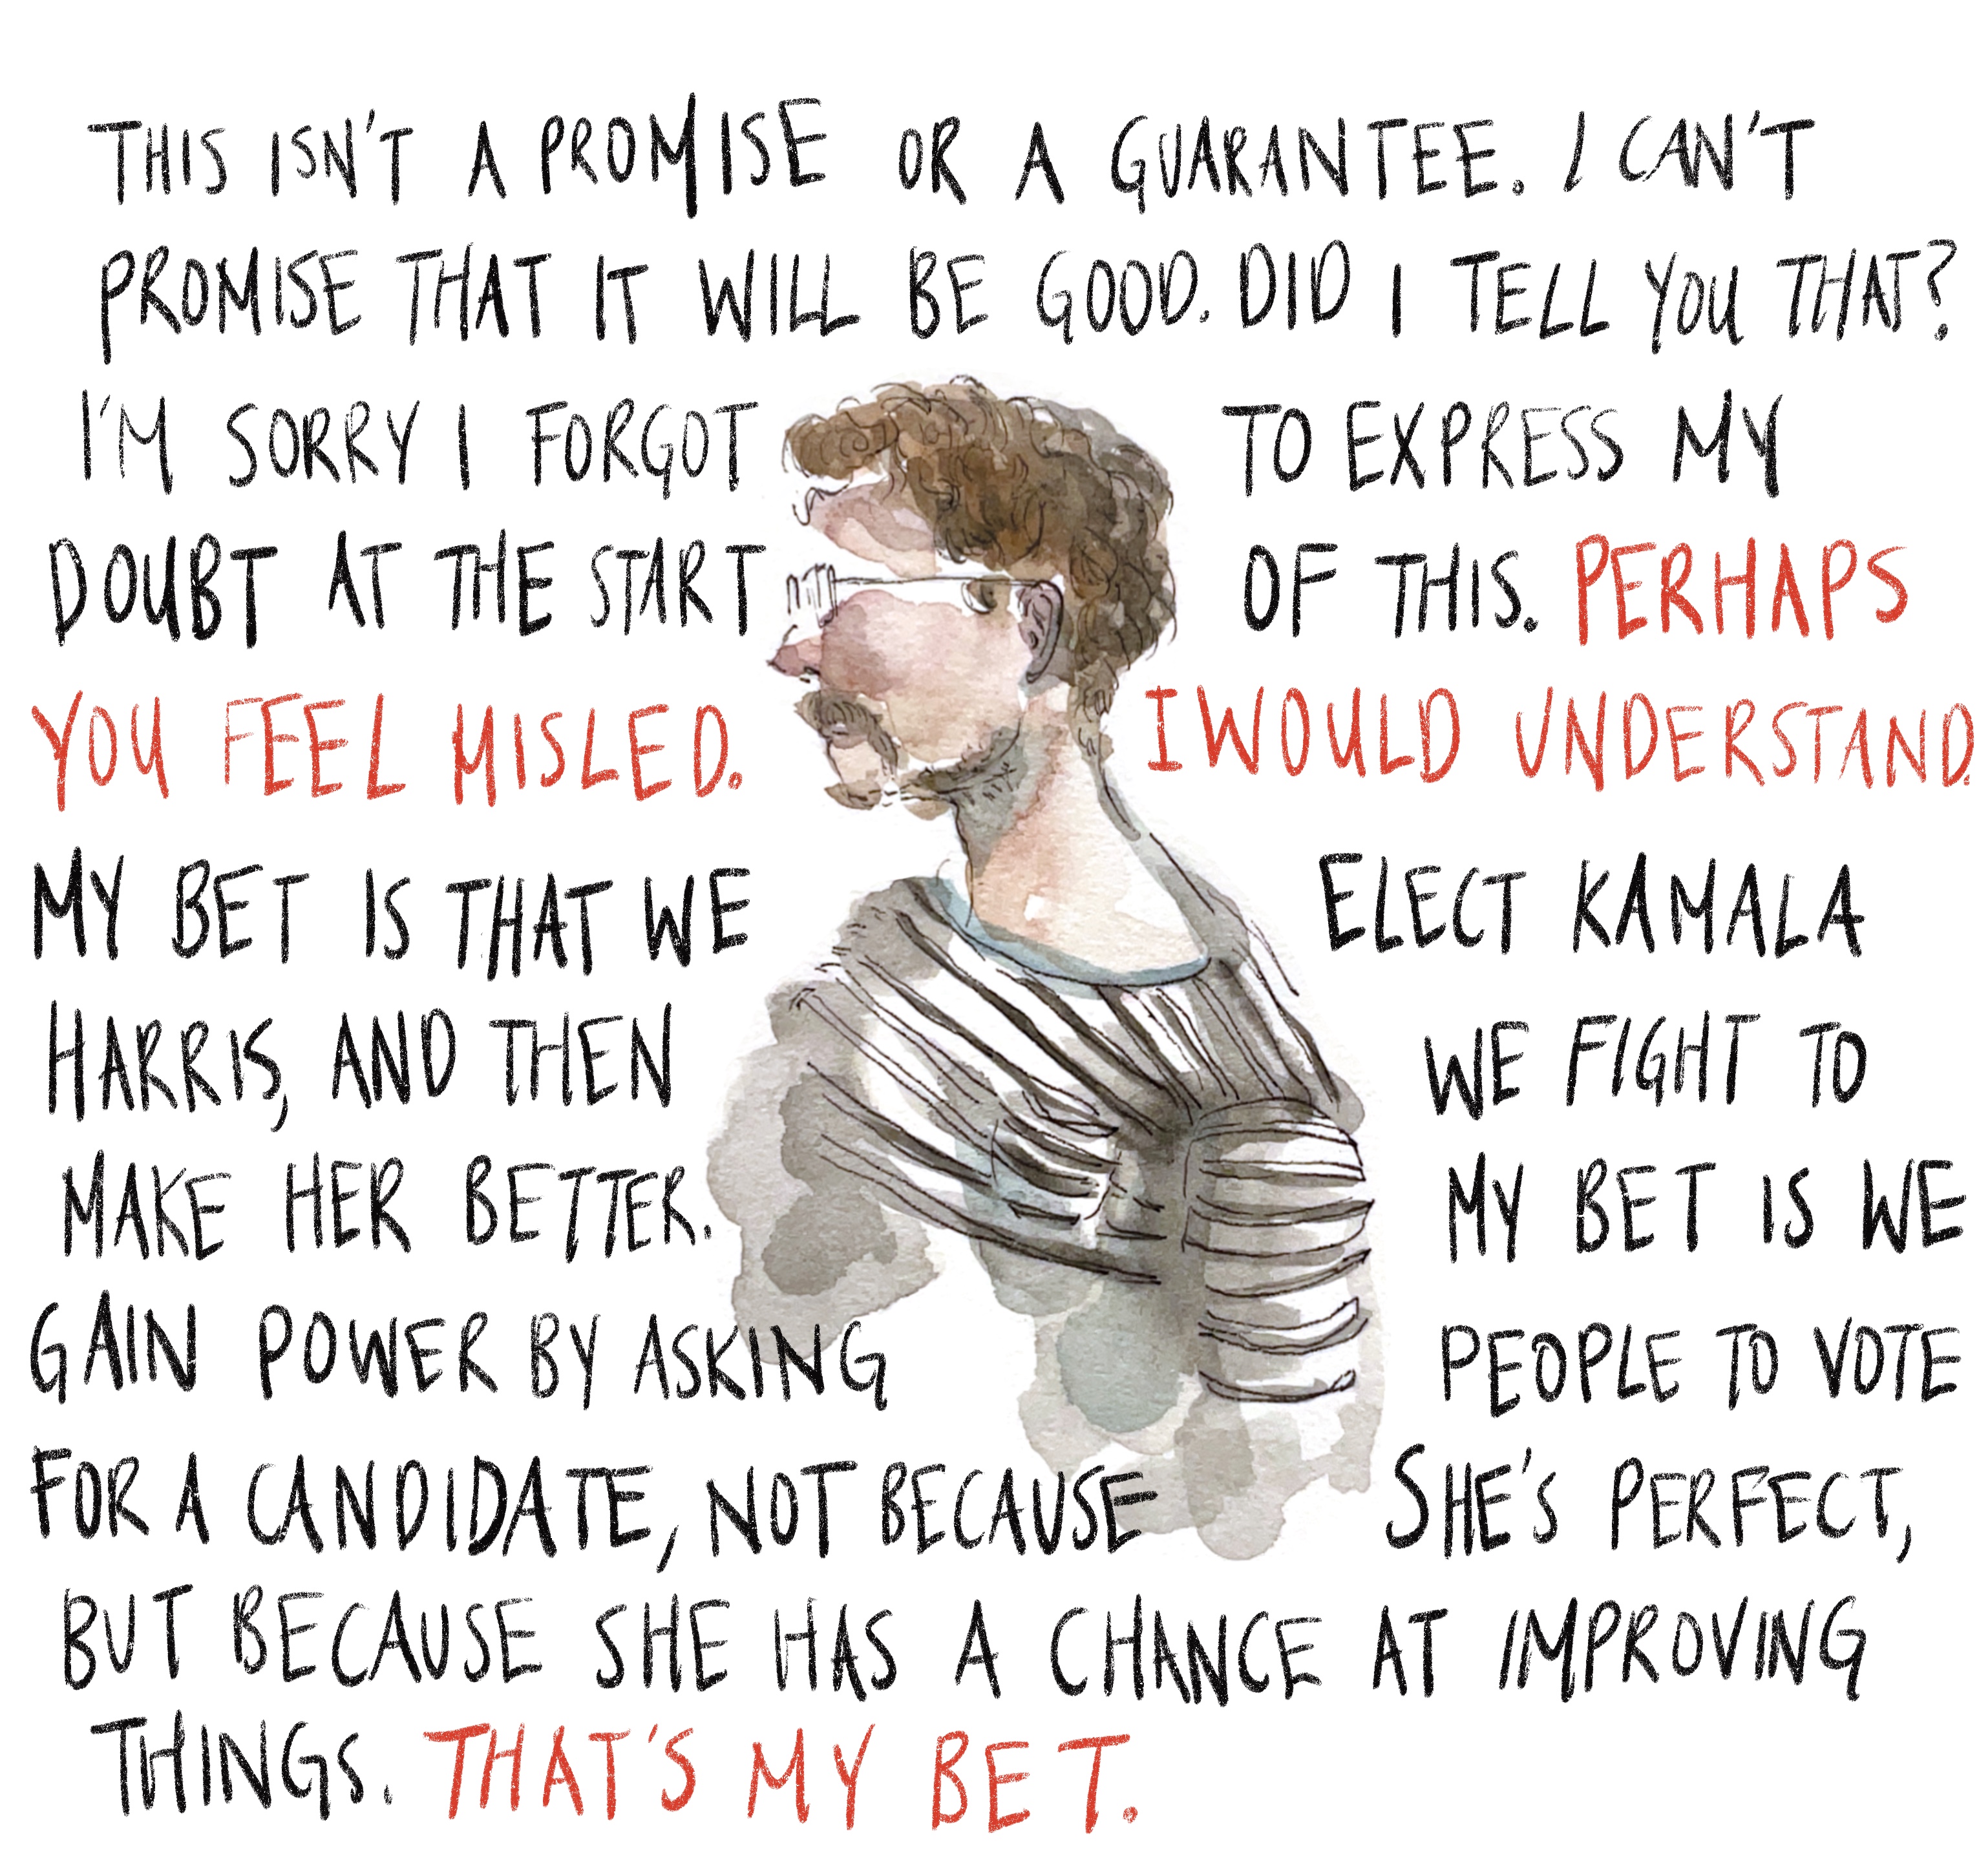 THIS ISN'T A PROMISE OR A GUARANTEE. I CAN'T
PROMISE THAT IT WILL BE GOOD. DID I TELL YOU THAT?
I'M SORRY I FORGOT TO EXPRESS MY
DOUBT AT THE START OF THIS. PERHAPS
YOU FEEL MISLED. I WOULD UNDERSTAND.
MY BET IS THAT WE ELECT KAMALA
HARRIS, AND THEN WE FIGHT TO
MAKE HER BETTER. MY BET IS WE
GAIN POWER BY ASKING PEOPLE TO VOTE
FOR A CANDIDATE, NOT BECAUSE SHE'S PERFECT,
BUT BECAUSE SHE HAS A CHANCE AT IMPROVING
THINGS. THAT'S MY BET.